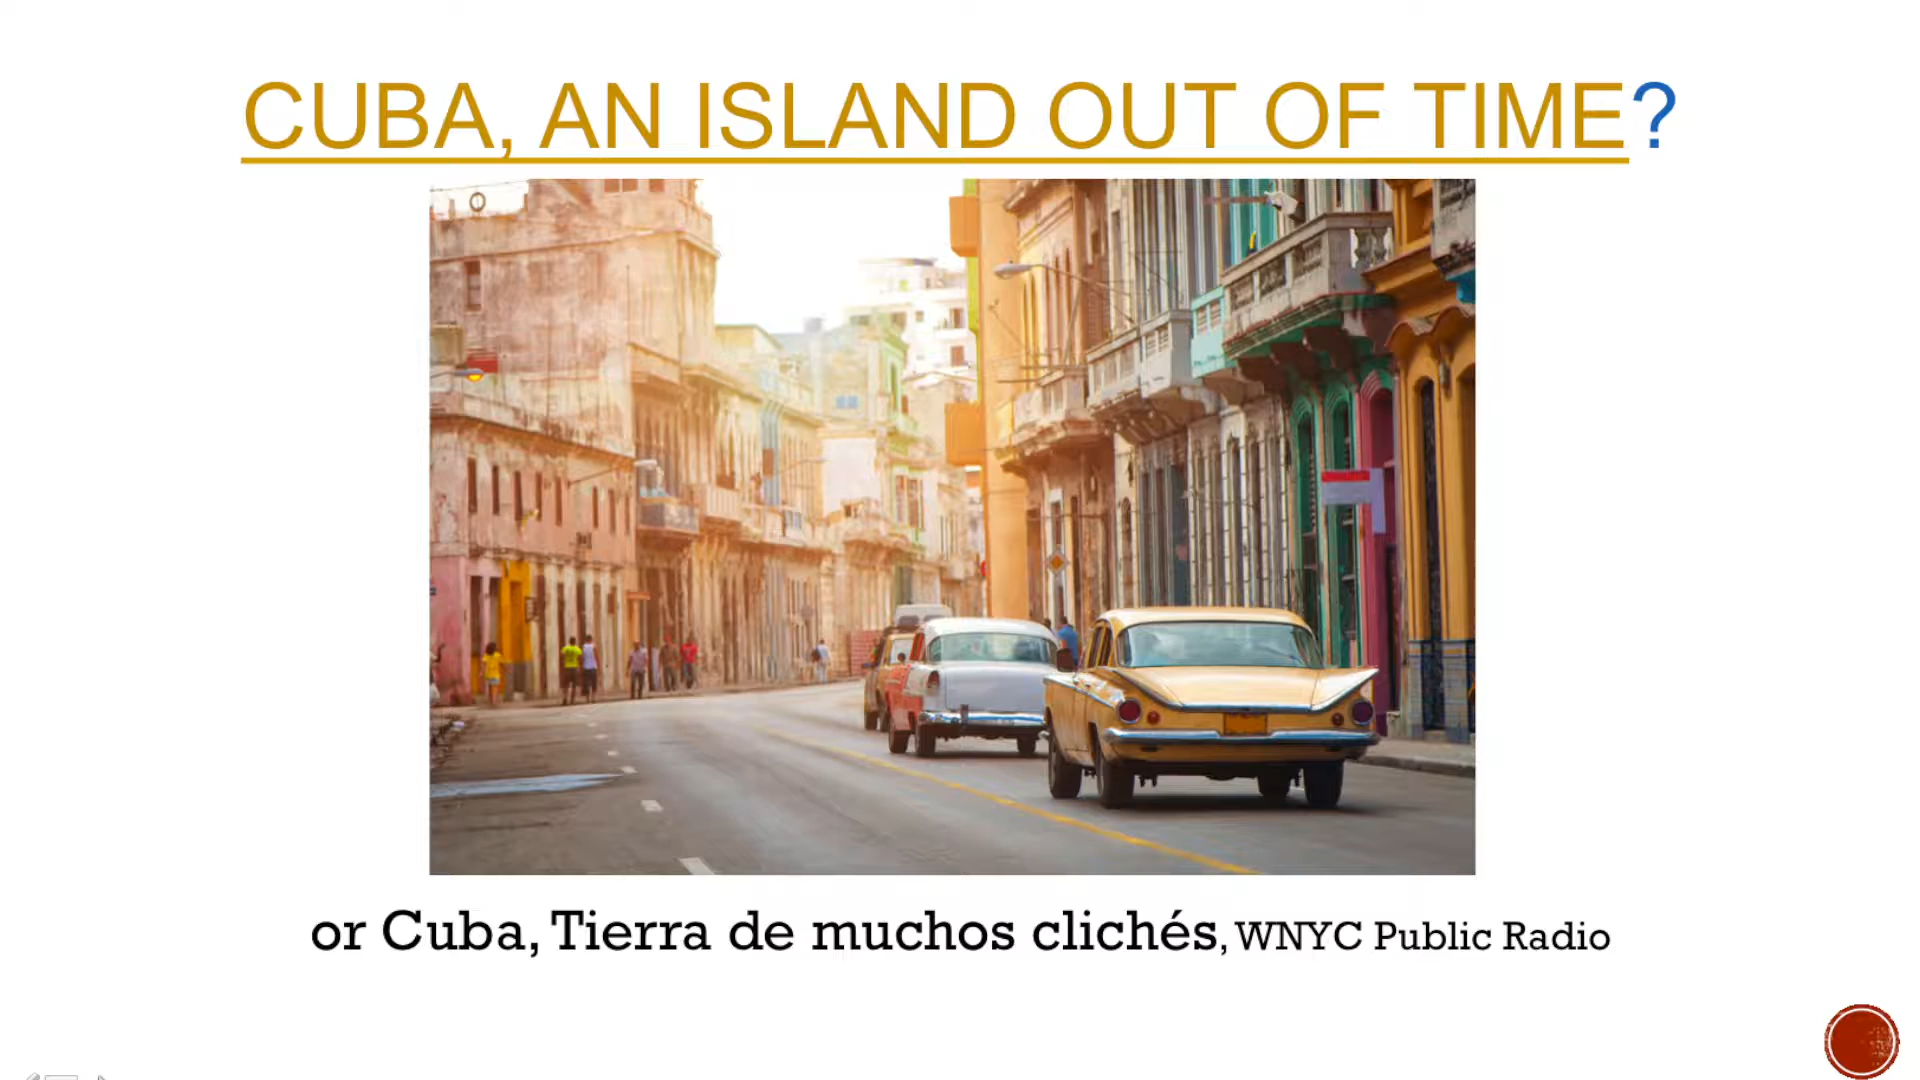 CUBA, AN ISLAND OUT OF TIME?
or Cuba, Tierra de muchos clichés, WNYC Public Radio